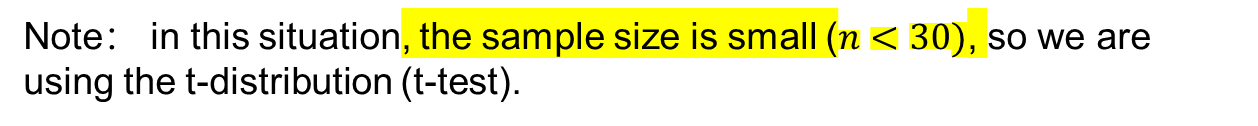 Note:   in this situation, the sample size is small (𝑛 < 30), so we are
using the t-distribution (t-test).